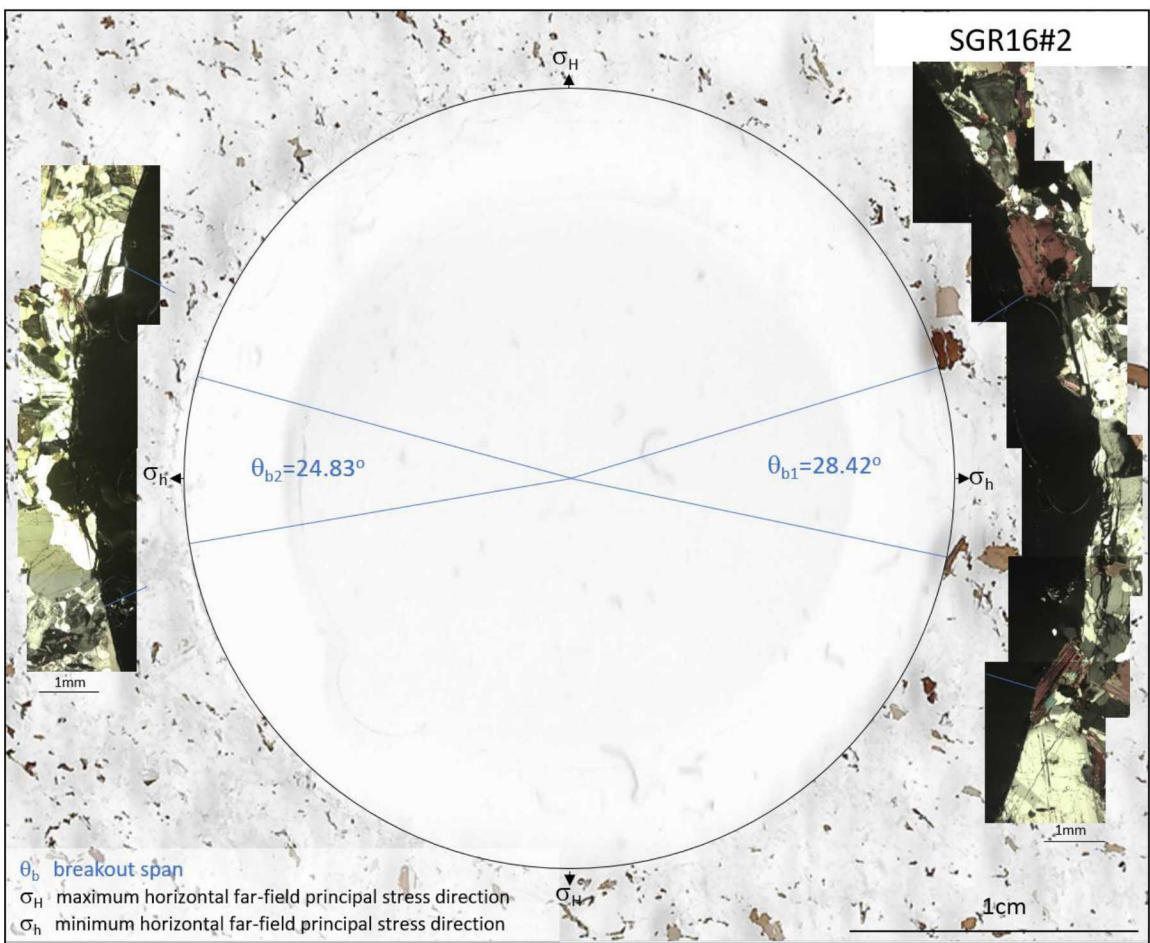 SGR16#2
σH
θb2=24.83°
θb1=28.42°
σh
σh
1mm
1mm
θb breakout span
σH
σH maximum horizontal far-field principal stress direction
σh minimum horizontal far-field principal stress direction
1cm